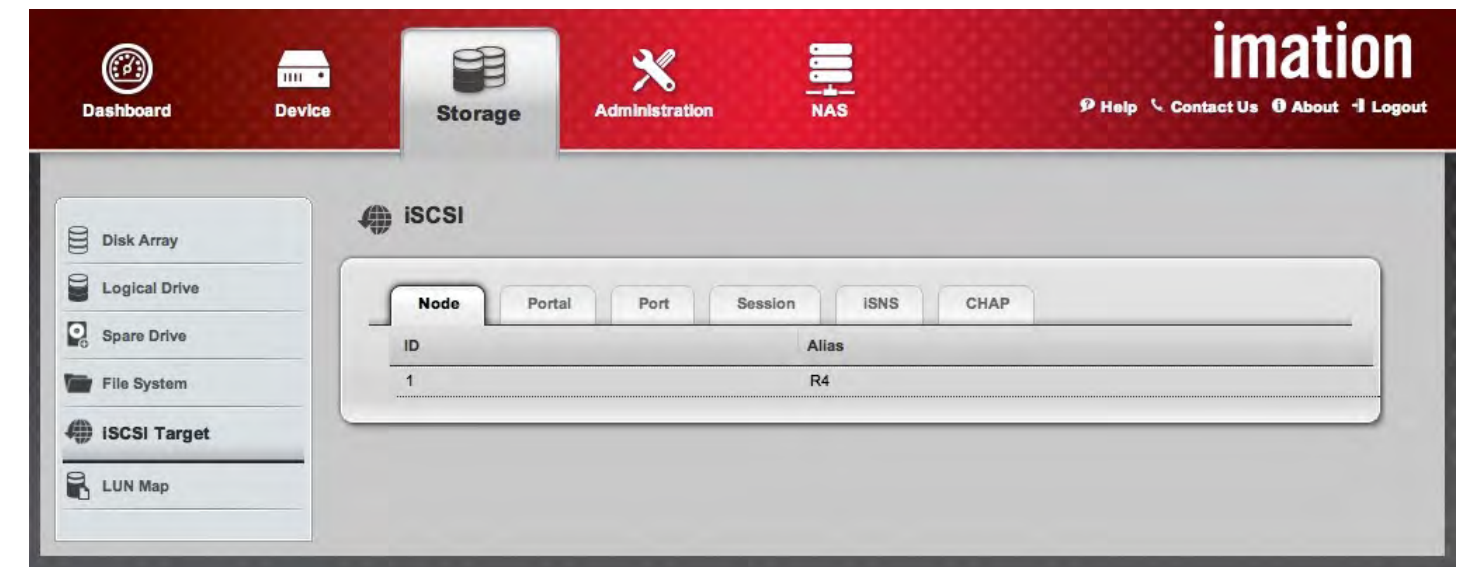 imation
Dashboard
Device
Storage
Administration
NAS
Help Contact Us About Logout
iSCSI
Disk Array
Logical Drive
Spare Drive
File System
iSCSI Target
LUN Map
Node Portal Port Session iSNS CHAP
ID Alias
1 R4